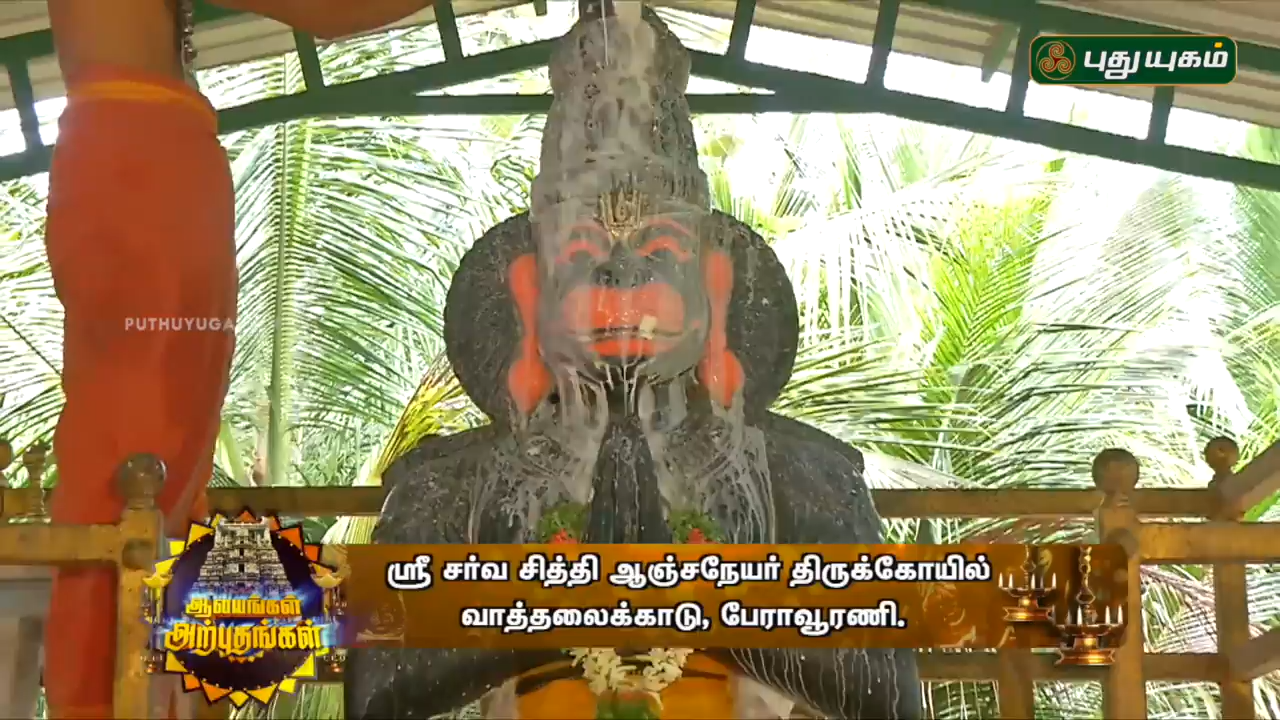 புதுயுகம்
PUTHUYUGA
ஸ்ரீ சர்வ சித்தி ஆஞ்சநேயர் திருக்கோயில்
வாத்தலைக்காடு, பேராவூரணி.
ஆலயங்கள்
அற்புதங்கள்